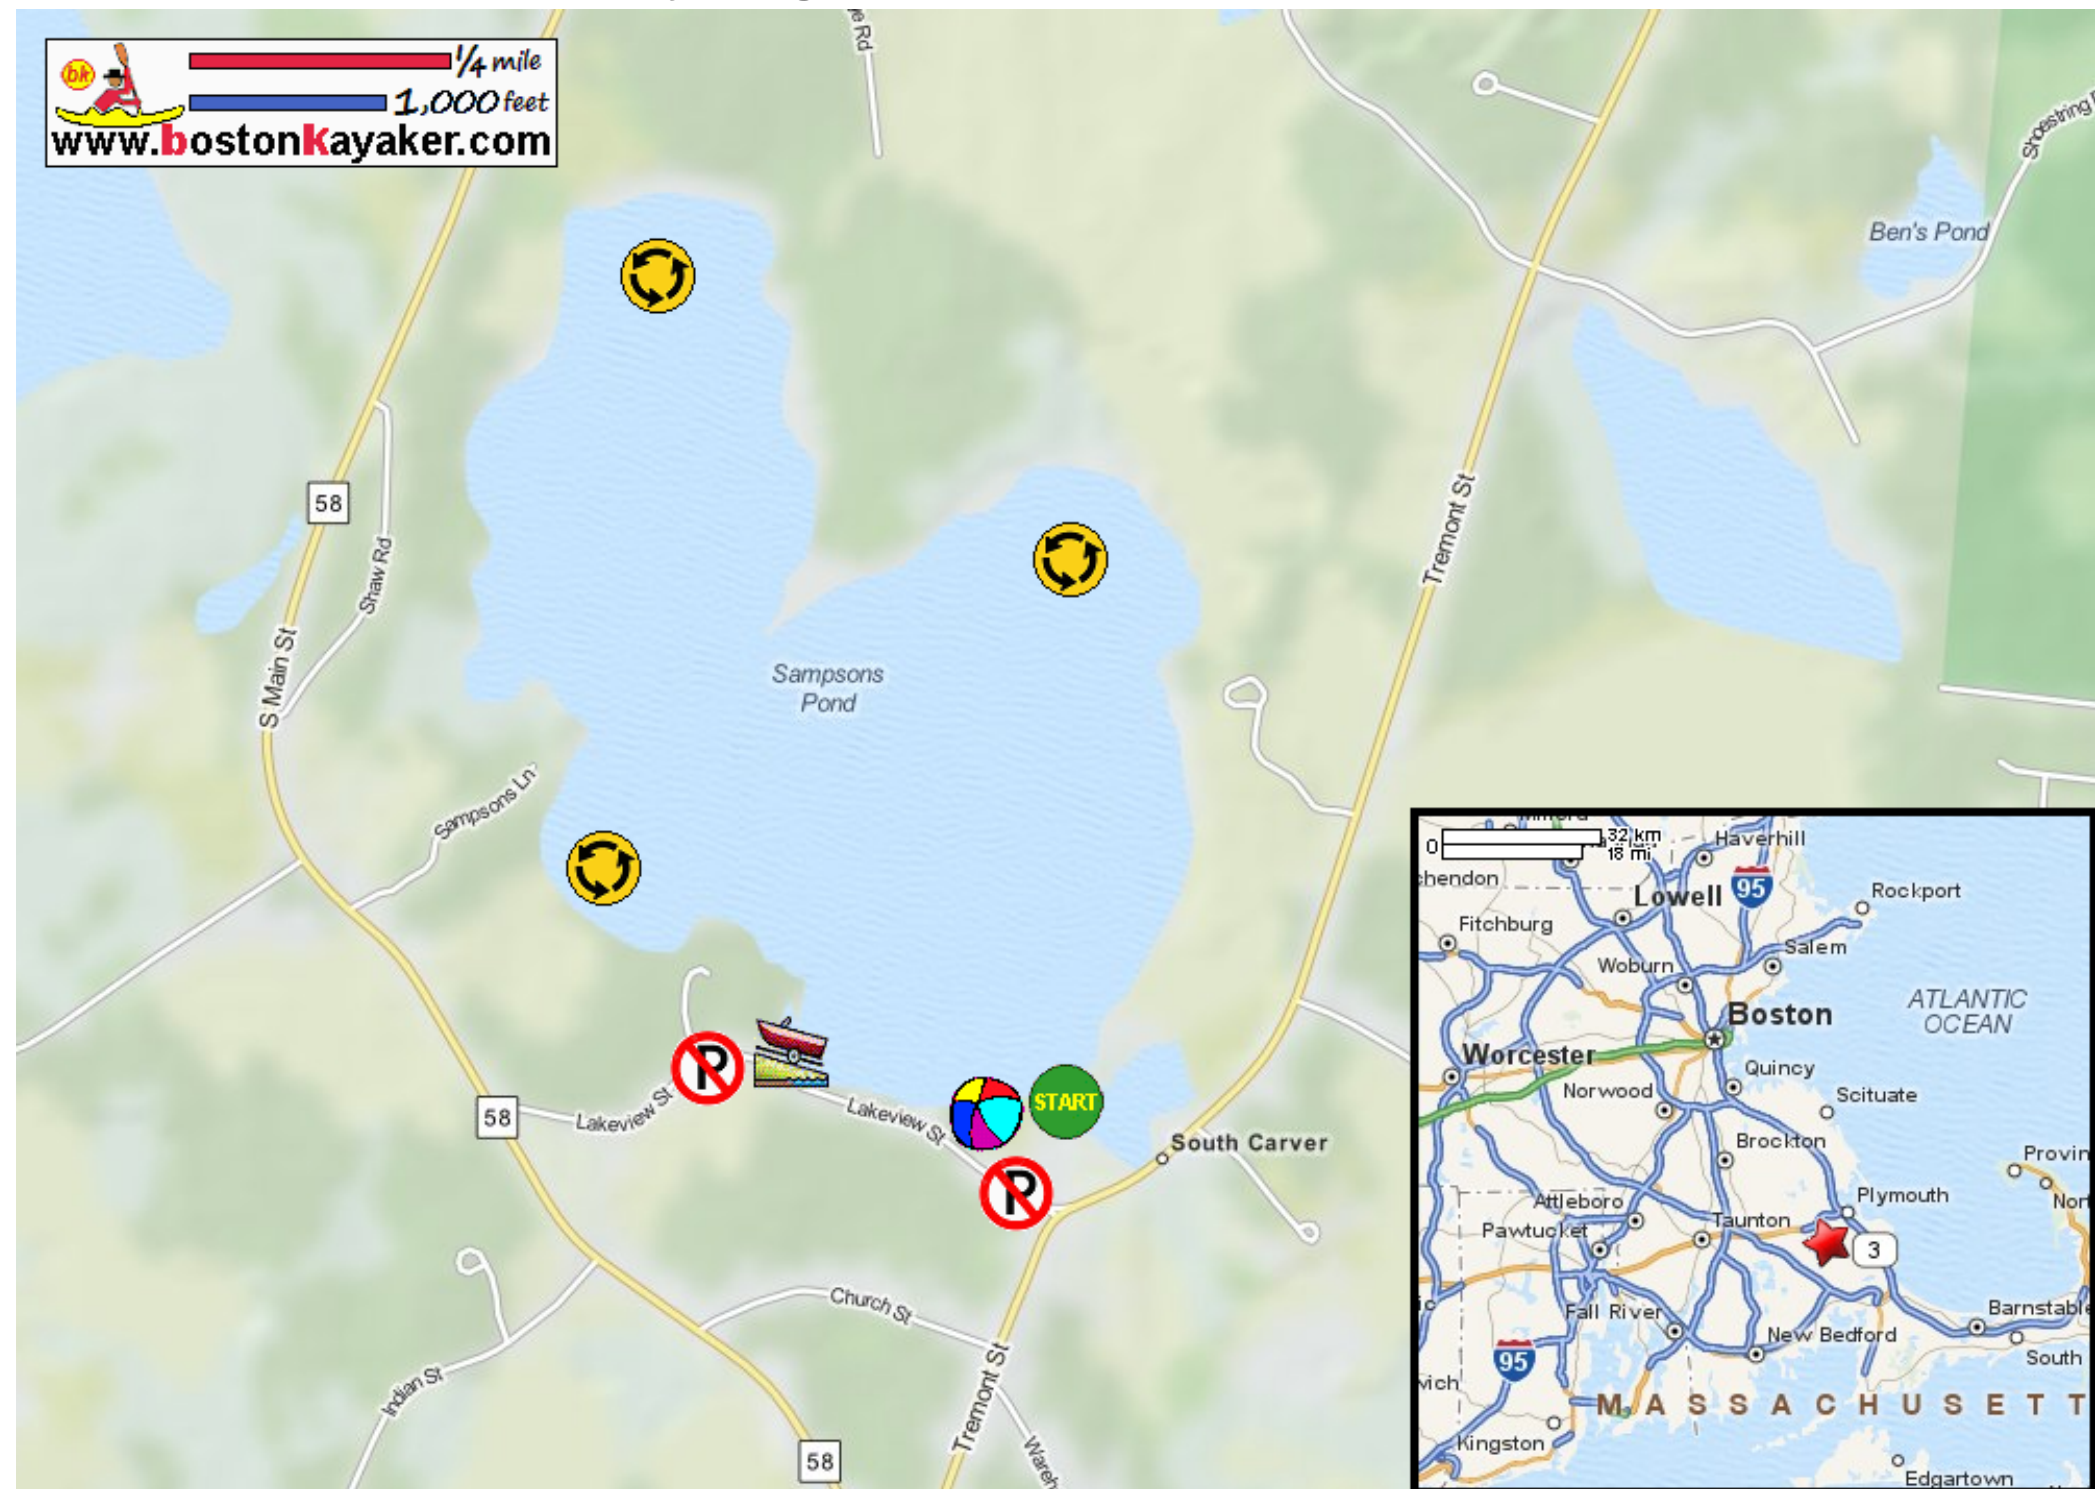 1/4 mile
1,000 feet
bk
www.bostonkayaker.com
Rd
Shoestring
Ben's Pond
58
Tremont St
Shaw Rd
S Main St
Sampsons
Pond
Sampsons Ln
START
58
Lakeview St
Lakeview St
P
P
South Carver
Church St
Indian St
Tremont St
58
0
32 km
18 mi
Haverhill
95
Lowell
Rockport
Fitchburg
Salem
Woburn
ATLANTIC
OCEAN
Boston
Worcester
Quincy
Norwood
Scituate
Brockton
Provin
Plymouth
Attleboro
Nor
Pawtucket
Taunton
3
Fall River
Barnstable
New Bedford
South
95
MASSACHUSETT
Kingston
Edgartown